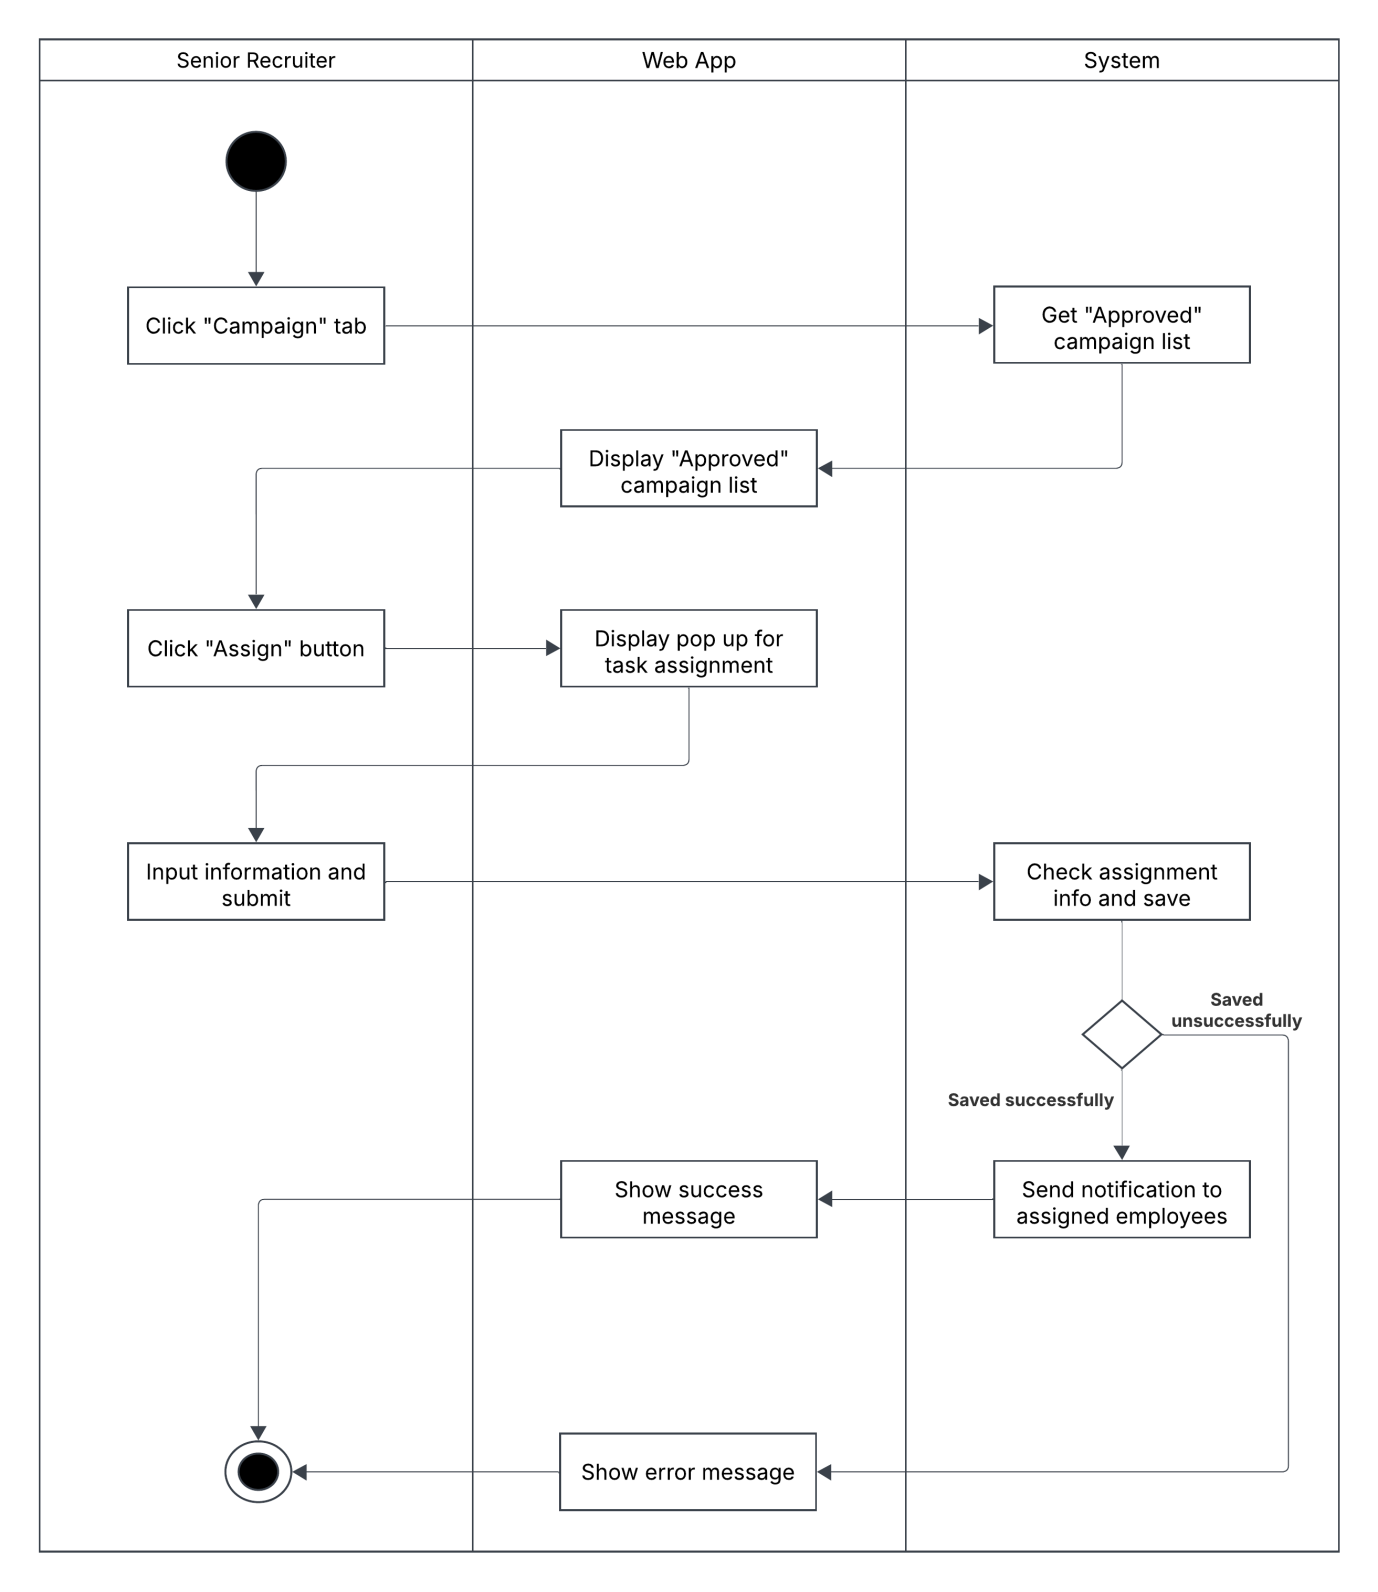 Senior Recruiter
Web App
System
Click "Campaign" tab
Get "Approved"
campaign list
Display "Approved"
campaign list
Click "Assign" button
Display pop up for
task assignment
Input information and
submit
Check assignment
info and save
Saved
unsuccessfully
Saved successfully
Show success
message
Send notification to
assigned employees
Show error message